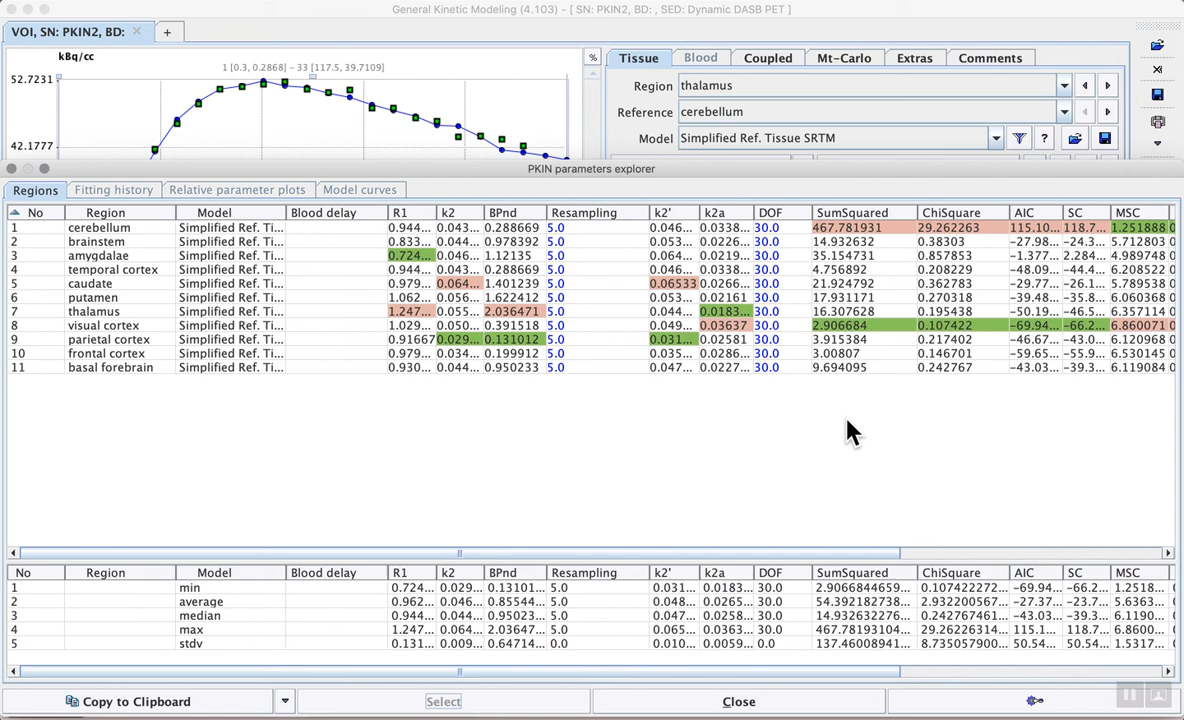 General Kinetic Modeling (4.103) - [ SN: PKIN2, BD: , SED: Dynamic DASB PET ]
VOI, SN: PKIN2, BD: × +
kBq/cc
1 [0.3, 0.2868] - 33 [117.5, 39.7109]
52.7231
42.1777
%
Tissue Blood Coupled Mt-Carlo Extras Comments
Region thalamus
Reference cerebellum
Model Simplified Ref. Tissue SRTM ?
PKIN parameters explorer
Regions Fitting history Relative parameter plots Model curves
No Region Model Blood delay R1 k2 BPnd Resampling k2' k2a DOF SumSquared ChiSquare AIC SC MSC
1 cerebellum Simplified Ref. Ti... 0.944... 0.043... 0.288669 5.0 0.046... 0.0338... 30.0 467.781931 29.262263 115.10... 118.7... 1.251888 0
2 brainstem Simplified Ref. Ti... 0.833... 0.044... 0.978392 5.0 0.053... 0.0226... 30.0 14.932632 0.38303 -27.98... -24.3... 5.712803 0
3 amygdalae Simplified Ref. Ti... 0.724... 0.046... 1.12135 5.0 0.064... 0.0219... 30.0 35.154731 0.857853 -1.377... 2.284... 4.989748 0
4 temporal cortex Simplified Ref. Ti... 0.944... 0.043... 0.288669 5.0 0.046... 0.0338... 30.0 4.756892 0.208229 -48.09... -44.4... 6.208522 0
5 caudate Simplified Ref. Ti... 0.979... 0.064... 1.401239 5.0 0.06533 0.0266... 30.0 21.924792 0.362783 -29.77... -26.1... 5.789538 0
6 putamen Simplified Ref. Ti... 1.062... 0.056... 1.622412 5.0 0.053... 0.02161 30.0 17.931171 0.270318 -39.48... -35.8... 6.060368 0
7 thalamus Simplified Ref. Ti... 1.247... 0.055... 2.036471 5.0 0.044... 0.0183... 30.0 16.307628 0.195438 -50.19... -46.5... 6.357114 0
8 visual cortex Simplified Ref. Ti... 1.029... 0.050... 0.391518 5.0 0.049... 0.03637 30.0 2.906684 0.107422 -69.94... -66.2... 6.860071 0
9 parietal cortex Simplified Ref. Ti... 0.91667 0.029... 0.131012 5.0 0.031... 0.02581 30.0 3.915384 0.217402 -46.67... -43.0... 6.120968 0
10 frontal cortex Simplified Ref. Ti... 0.979... 0.034... 0.199912 5.0 0.035... 0.0286... 30.0 3.00807 0.146701 -59.65... -55.9... 6.530145 0
11 basal forebrain Simplified Ref. Ti... 0.930... 0.044... 0.950233 5.0 0.047... 0.0227... 30.0 9.694095 0.242767 -43.03... -39.3... 6.119084 0
No Region Model Blood delay R1 k2 BPnd Resampling k2' k2a DOF SumSquared ChiSquare AIC SC MSC
1 min 0.724... 0.029... 0.13101... 5.0 0.031... 0.0183... 30.0 2.9066844659... 0.107422272... -69.94... -66.2... 1.2518...
2 average 0.962... 0.046... 0.85544... 5.0 0.048... 0.0265... 30.0 54.392182738... 2.932200567... -27.37... -23.7... 5.6363...
3 median 0.944... 0.044... 0.95023... 5.0 0.047... 0.0258... 30.0 14.932632276... 0.242767461... -43.03... -39.3... 6.1190...
4 max 1.247... 0.064... 2.03647... 5.0 0.065... 0.0363... 30.0 467.78193104... 29.26226314... 115.1... 118.7... 6.8600...
5 stdv 0.131... 0.009... 0.64714... 0.0 0.010... 0.0059... 0.0 137.46008941... 8.735057900... 50.54... 50.54... 1.5317...
Copy to Clipboard Select Close